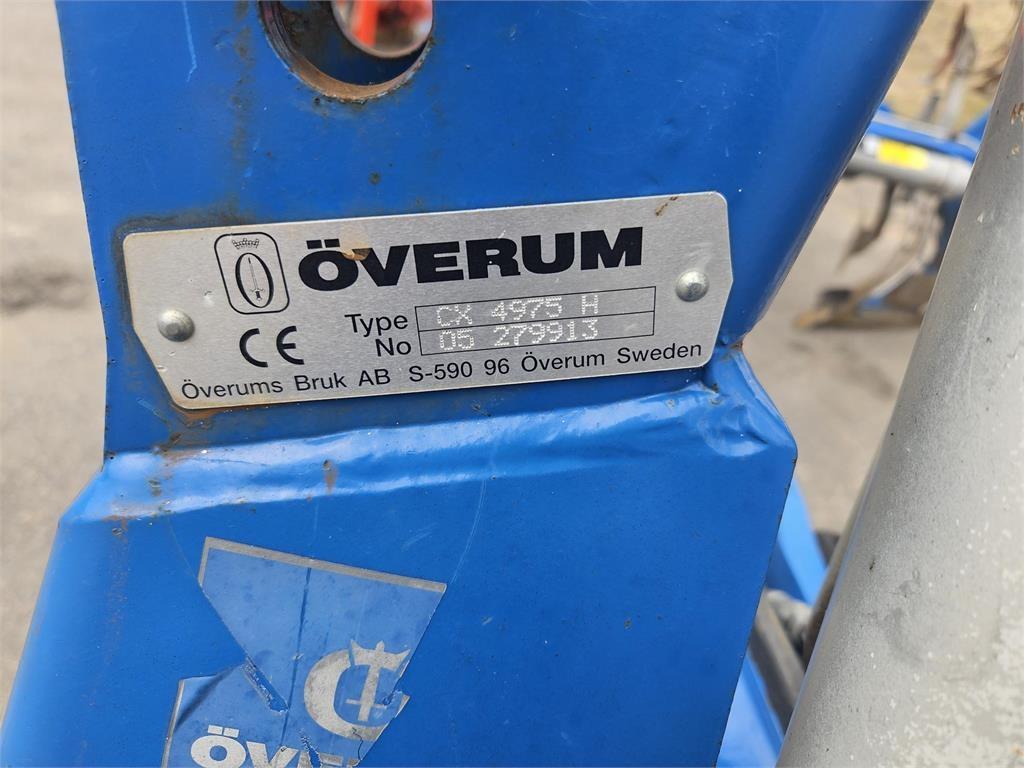 ÖVERUM
CE
Type CX 4975 H
No 05 279913
Överums Bruk AB S-590 96 Överum Sweden